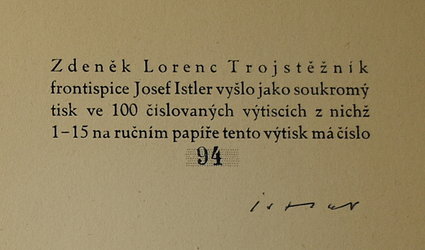 Zdeněk Lorenc Trojstěžník
frontispice Josef Istler vyšlo jako soukromý
tisk ve 100 číslovaných výtiscích z nichž
1–15 na ručním papíře tento výtisk má číslo
94
istler